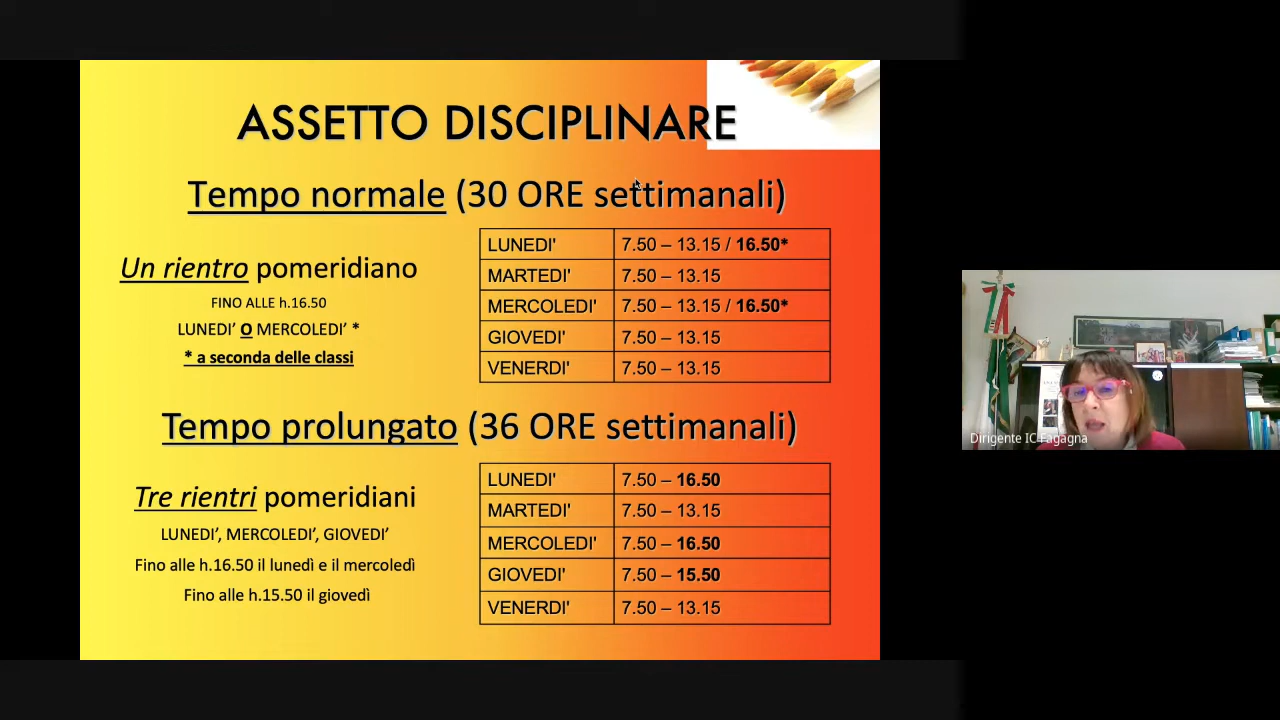 ASSETTO DISCIPLINARE
Tempo normale (30 ORE settimanali)
Un rientro pomeridiano
FINO ALLE h.16.50
LUNEDI’ O MERCOLEDI’ *
* a seconda delle classi
LUNEDI' 7.50 – 13.15 / 16.50*
MARTEDI' 7.50 – 13.15
MERCOLEDI' 7.50 – 13.15 / 16.50*
GIOVEDI' 7.50 – 13.15
VENERDI' 7.50 – 13.15
Tempo prolungato (36 ORE settimanali)
Tre rientri pomeridiani
LUNEDI’, MERCOLEDI’, GIOVEDI’
Fino alle h.16.50 il lunedì e il mercoledì
Fino alle h.15.50 il giovedì
LUNEDI' 7.50 – 16.50
MARTEDI' 7.50 – 13.15
MERCOLEDI' 7.50 – 16.50
GIOVEDI' 7.50 – 15.50
VENERDI' 7.50 – 13.15
Dirigente IC Fagagna